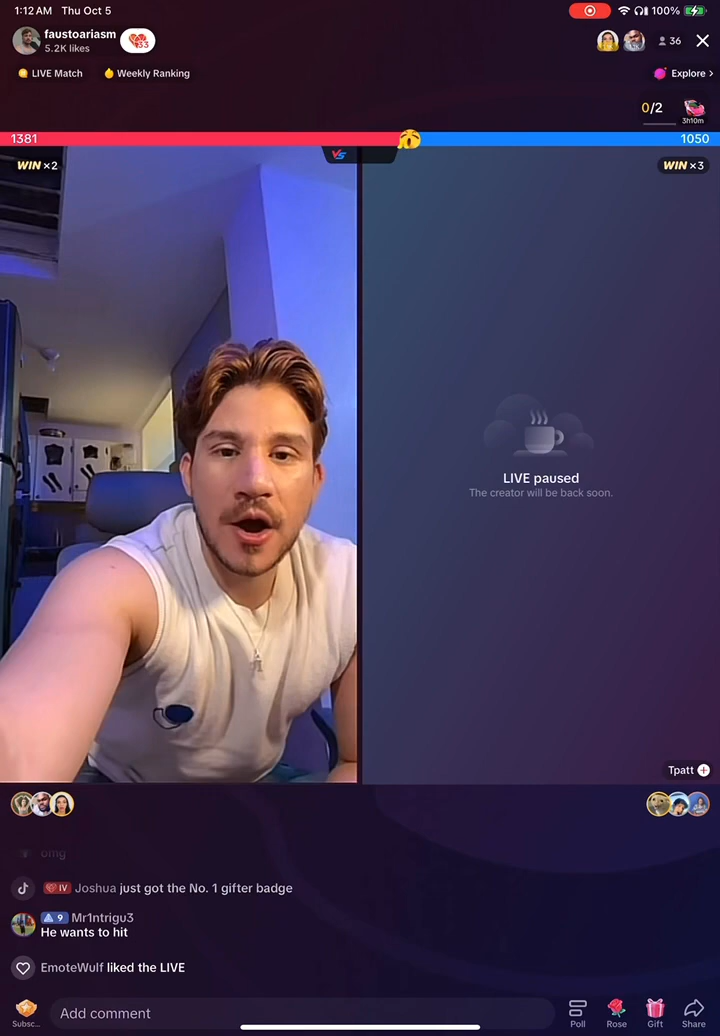 1:12 AM Thu Oct 5
100%
faustoariasm
5.2K likes
33
36
LIVE Match
Weekly Ranking
Explore >
0/2
3h10m
1381
1050
VS
WIN ×2
WIN ×3
LIVE paused
The creator will be back soon.
Tpatt
omg
IV Joshua just got the No. 1 gifter badge
9 Mr1ntrigu3
He wants to hit
EmoteWulf liked the LIVE
Subsc...
Add comment
Poll
Rose
Gift
Share